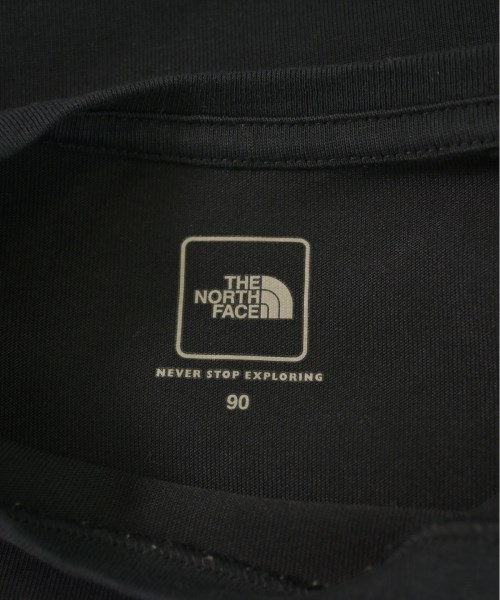 THE
NORTH
FACE
NEVER STOP EXPLORING
90